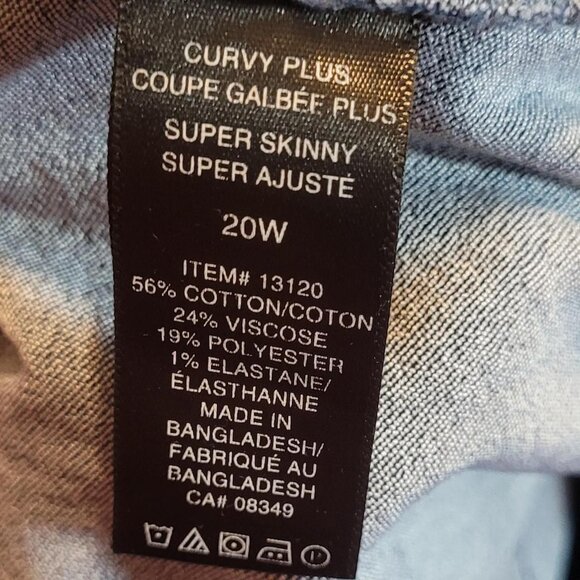 CURVY PLUS
COUPE GALBÉE PLUS
SUPER SKINNY
SUPER AJUSTÉ
20W
ITEM# 13120
56% COTTON/COTON
24% VISCOSE
19% POLYESTER
1% ELASTANE/
ÉLASTHANNE
MADE IN
BANGLADESH/
FABRIQUÉ AU
BANGLADESH
CA# 08349